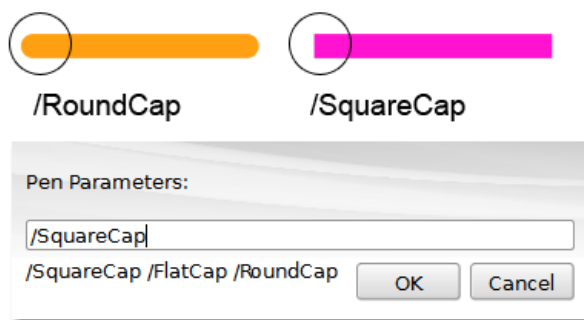 /RoundCap /SquareCap
Pen Parameters:
/SquareCap
/SquareCap /FlatCap /RoundCap OK Cancel